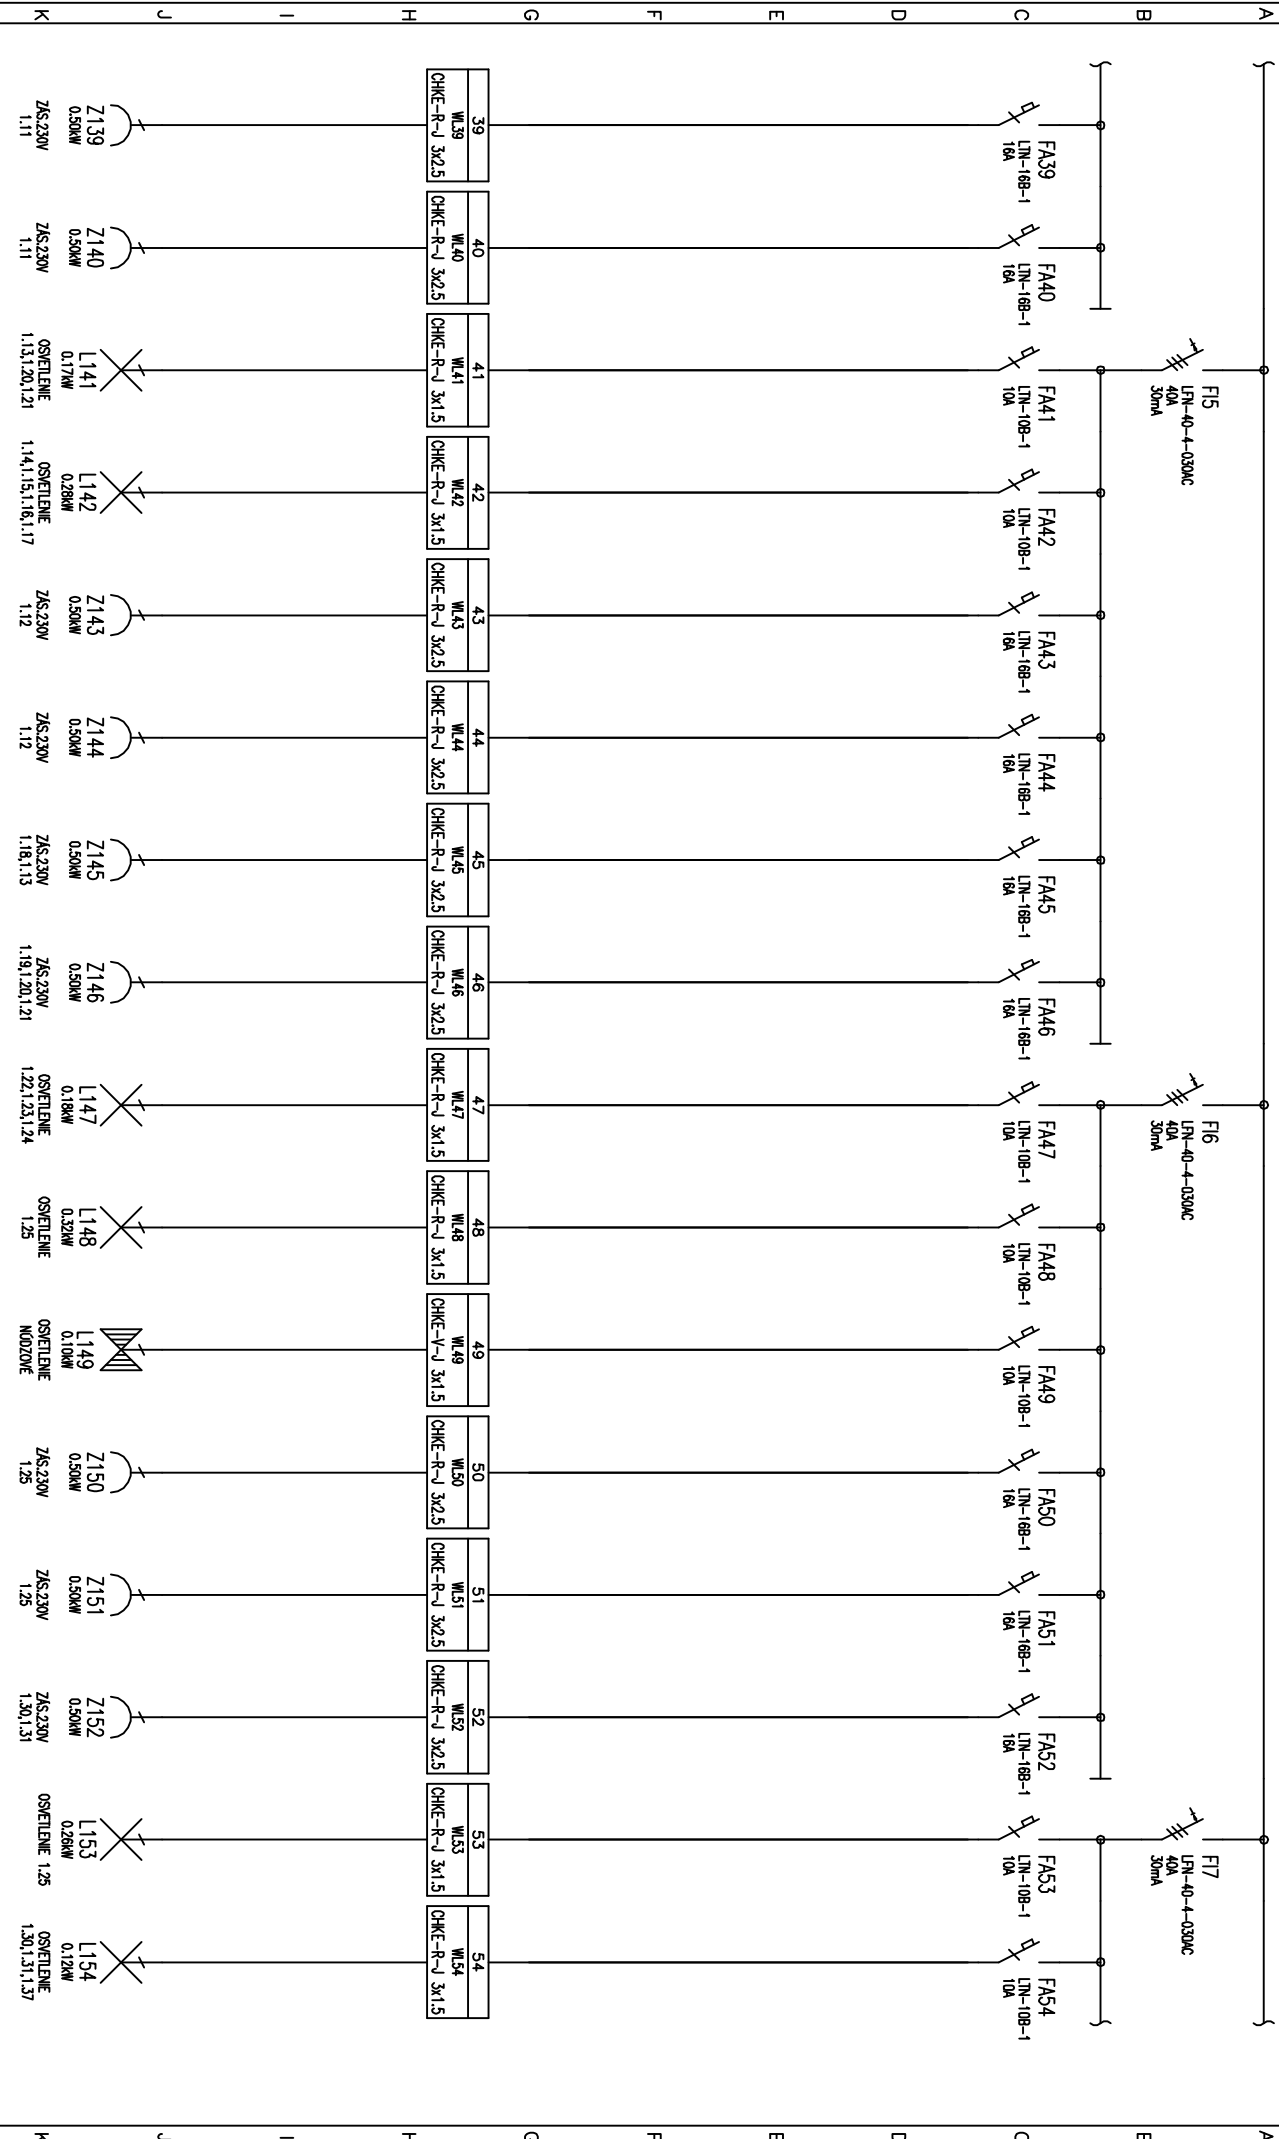 A
B
C
D
E
F
G
H
I
J
K
FI5
LFN-40-4-030AC
40A
30mA
FI6
LFN-40-4-030AC
40A
30mA
FI7
LFN-40-4-030AC
40A
30mA
FA39
LTN-16B-1
16A
FA40
LTN-16B-1
16A
FA41
LTN-10B-1
10A
FA42
LTN-10B-1
10A
FA43
LTN-16B-1
16A
FA44
LTN-16B-1
16A
FA45
LTN-16B-1
16A
FA46
LTN-16B-1
16A
FA47
LTN-10B-1
10A
FA48
LTN-10B-1
10A
FA49
LTN-10B-1
10A
FA50
LTN-16B-1
16A
FA51
LTN-16B-1
16A
FA52
LTN-16B-1
16A
FA53
LTN-10B-1
10A
FA54
LTN-10B-1
10A
39
WL39
CHKE-R-J 3x2.5
40
WL40
CHKE-R-J 3x2.5
41
WL41
CHKE-R-J 3x1.5
42
WL42
CHKE-R-J 3x1.5
43
WL43
CHKE-R-J 3x2.5
44
WL44
CHKE-R-J 3x2.5
45
WL45
CHKE-R-J 3x2.5
46
WL46
CHKE-R-J 3x2.5
47
WL47
CHKE-R-J 3x1.5
48
WL48
CHKE-R-J 3x1.5
49
WL49
CHKE-V-J 3x1.5
50
WL50
CHKE-R-J 3x2.5
51
WL51
CHKE-R-J 3x2.5
52
WL52
CHKE-R-J 3x2.5
53
WL53
CHKE-R-J 3x1.5
54
WL54
CHKE-R-J 3x1.5
Z139
0.50kW
ZÁS.230V
1.11
Z140
0.50kW
ZÁS.230V
1.11
L141
0.17kW
OSVETLENIE
1.13,1.20,1.21
L142
0.28kW
OSVETLENIE
1.14,1.15,1.16,1.17
Z143
0.50kW
ZÁS.230V
1.12
Z144
0.50kW
ZÁS.230V
1.12
Z145
0.50kW
ZÁS.230V
1.18,1.13
Z146
0.50kW
ZÁS.230V
1.19,1.20,1.21
L147
0.18kW
OSVETLENIE
1.22,1.23,1.24
L148
0.32kW
OSVETLENIE
1.25
L149
0.10kW
OSVETLENIE
NÚDZOVÉ
Z150
0.50kW
ZÁS.230V
1.25
Z151
0.50kW
ZÁS.230V
1.25
Z152
0.50kW
ZÁS.230V
1.30,1.31
L153
0.26kW
OSVETLENIE 1.25
L154
0.12kW
OSVETLENIE
1.30,1.31,1.37
A
B
C
D
E
F
G
H
I
J
K